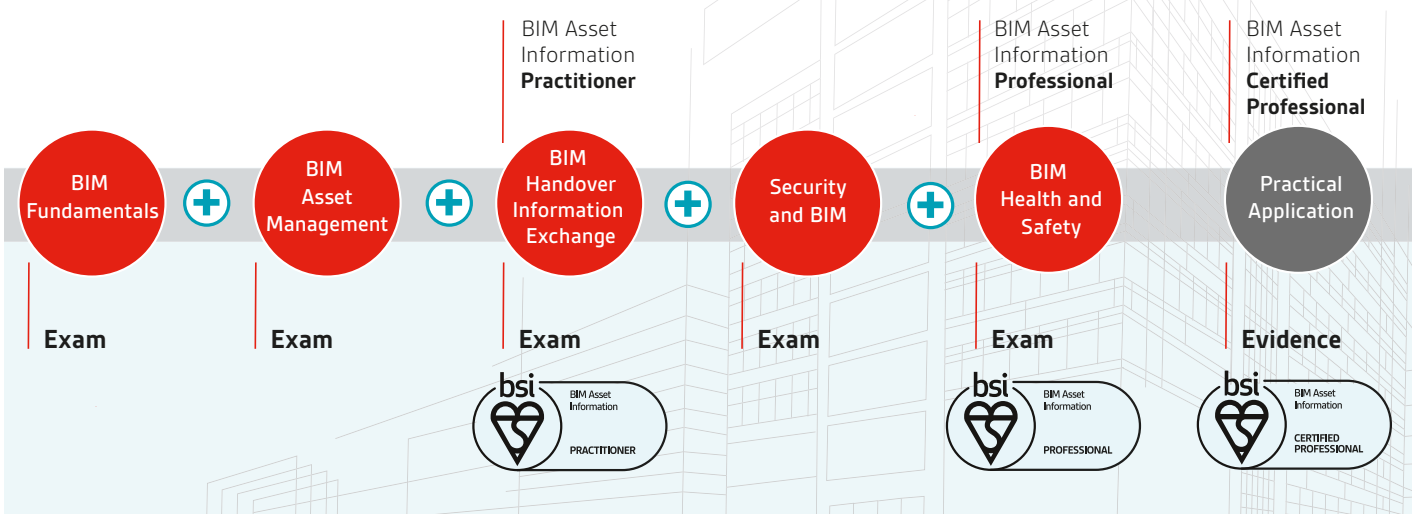 BIM Asset
Information
Practitioner
BIM Asset
Information
Professional
BIM Asset
Information
Certified
Professional
BIM
Fundamentals
BIM
Asset
Management
BIM
Handover
Information
Exchange
Security
and BIM
BIM
Health and
Safety
Practical
Application
Exam
Exam
Exam
Exam
Exam
Evidence
bsi
BIM Asset
Information
PRACTITIONER
bsi
BIM Asset
Information
PROFESSIONAL
bsi
BIM Asset
Information
CERTIFIED
PROFESSIONAL